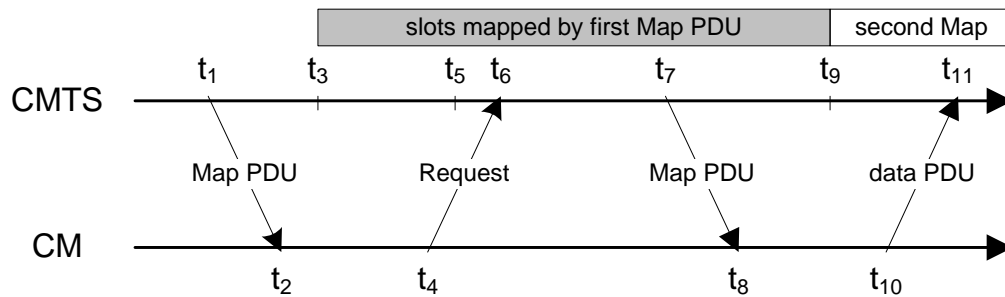 slots mapped by first Map PDU second Map
t1 t3 t5 t6 t7 t9 t11
CMTS
Map PDU Request Map PDU data PDU
CM
t2 t4 t8 t10